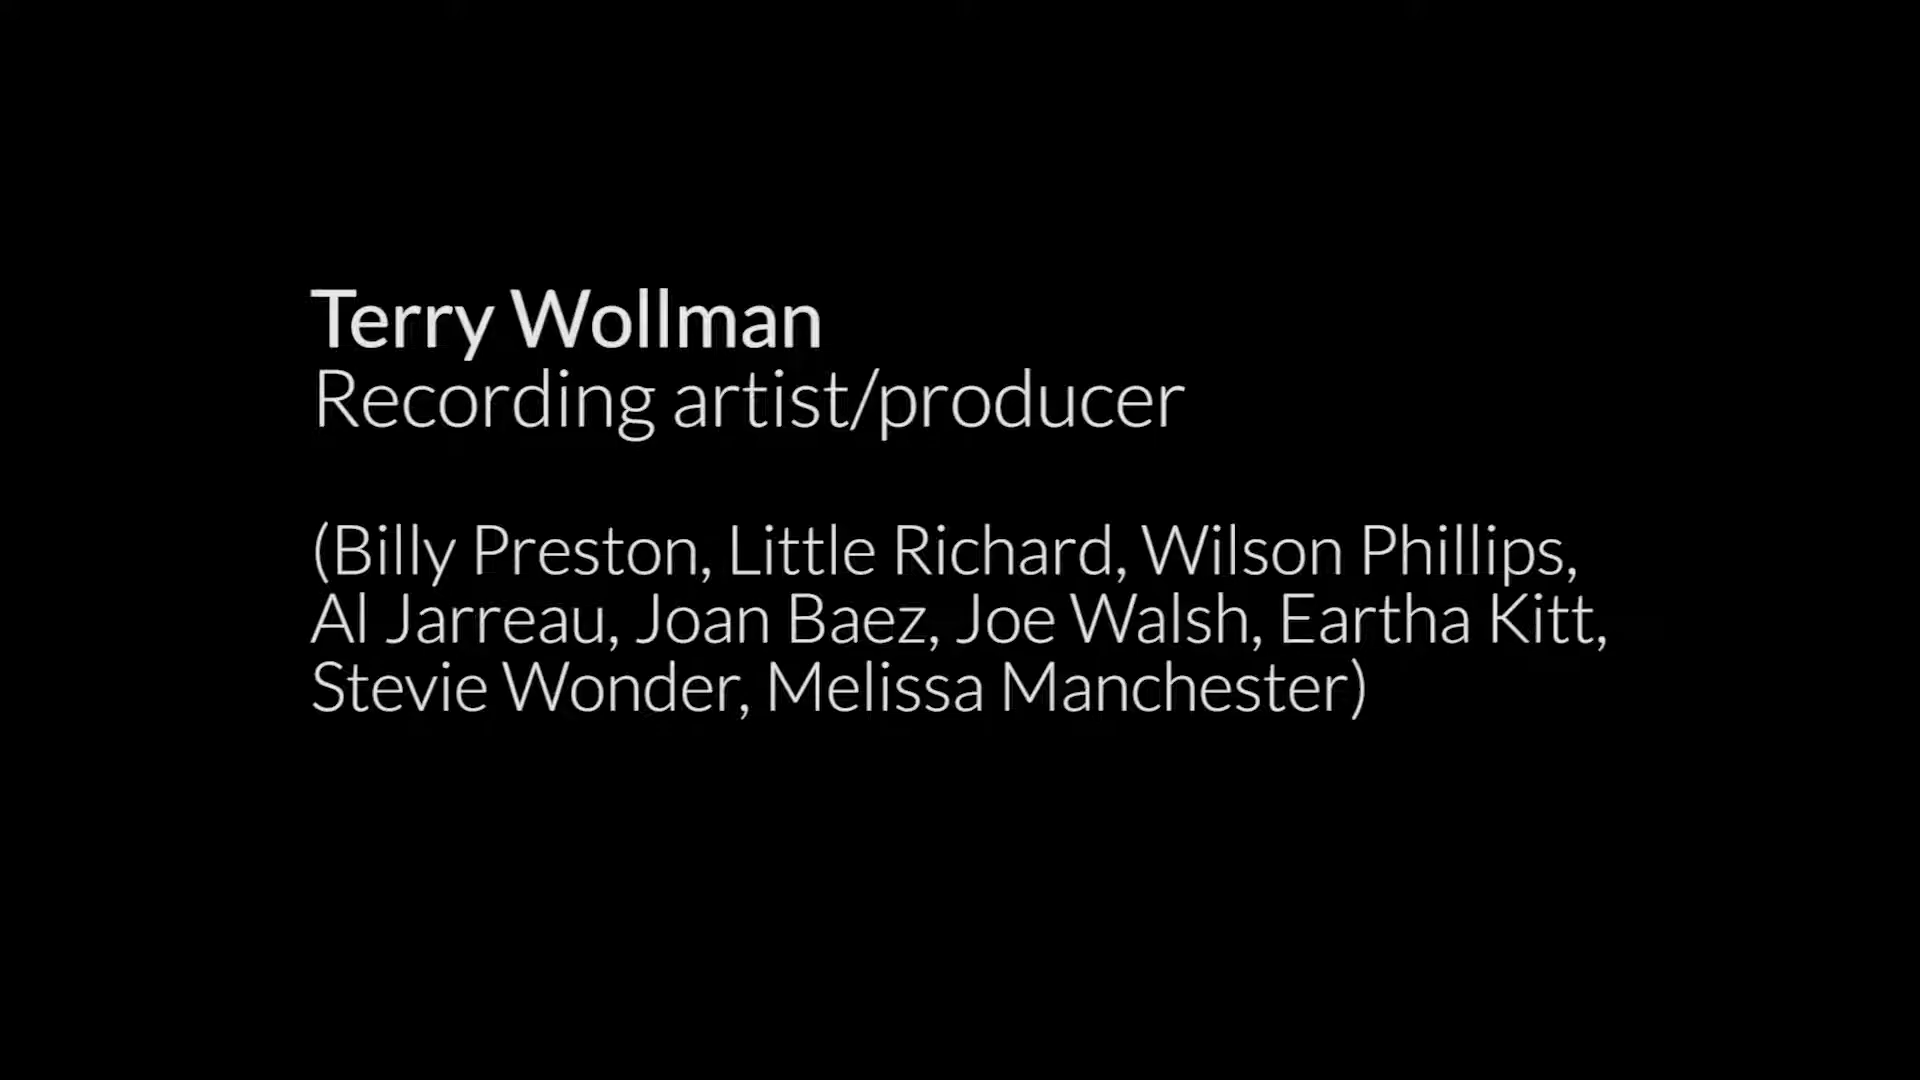 Terry Wollman
Recording artist/producer
(Billy Preston, Little Richard, Wilson Phillips,
Al Jarreau, Joan Baez, Joe Walsh, Eartha Kitt,
Stevie Wonder, Melissa Manchester)